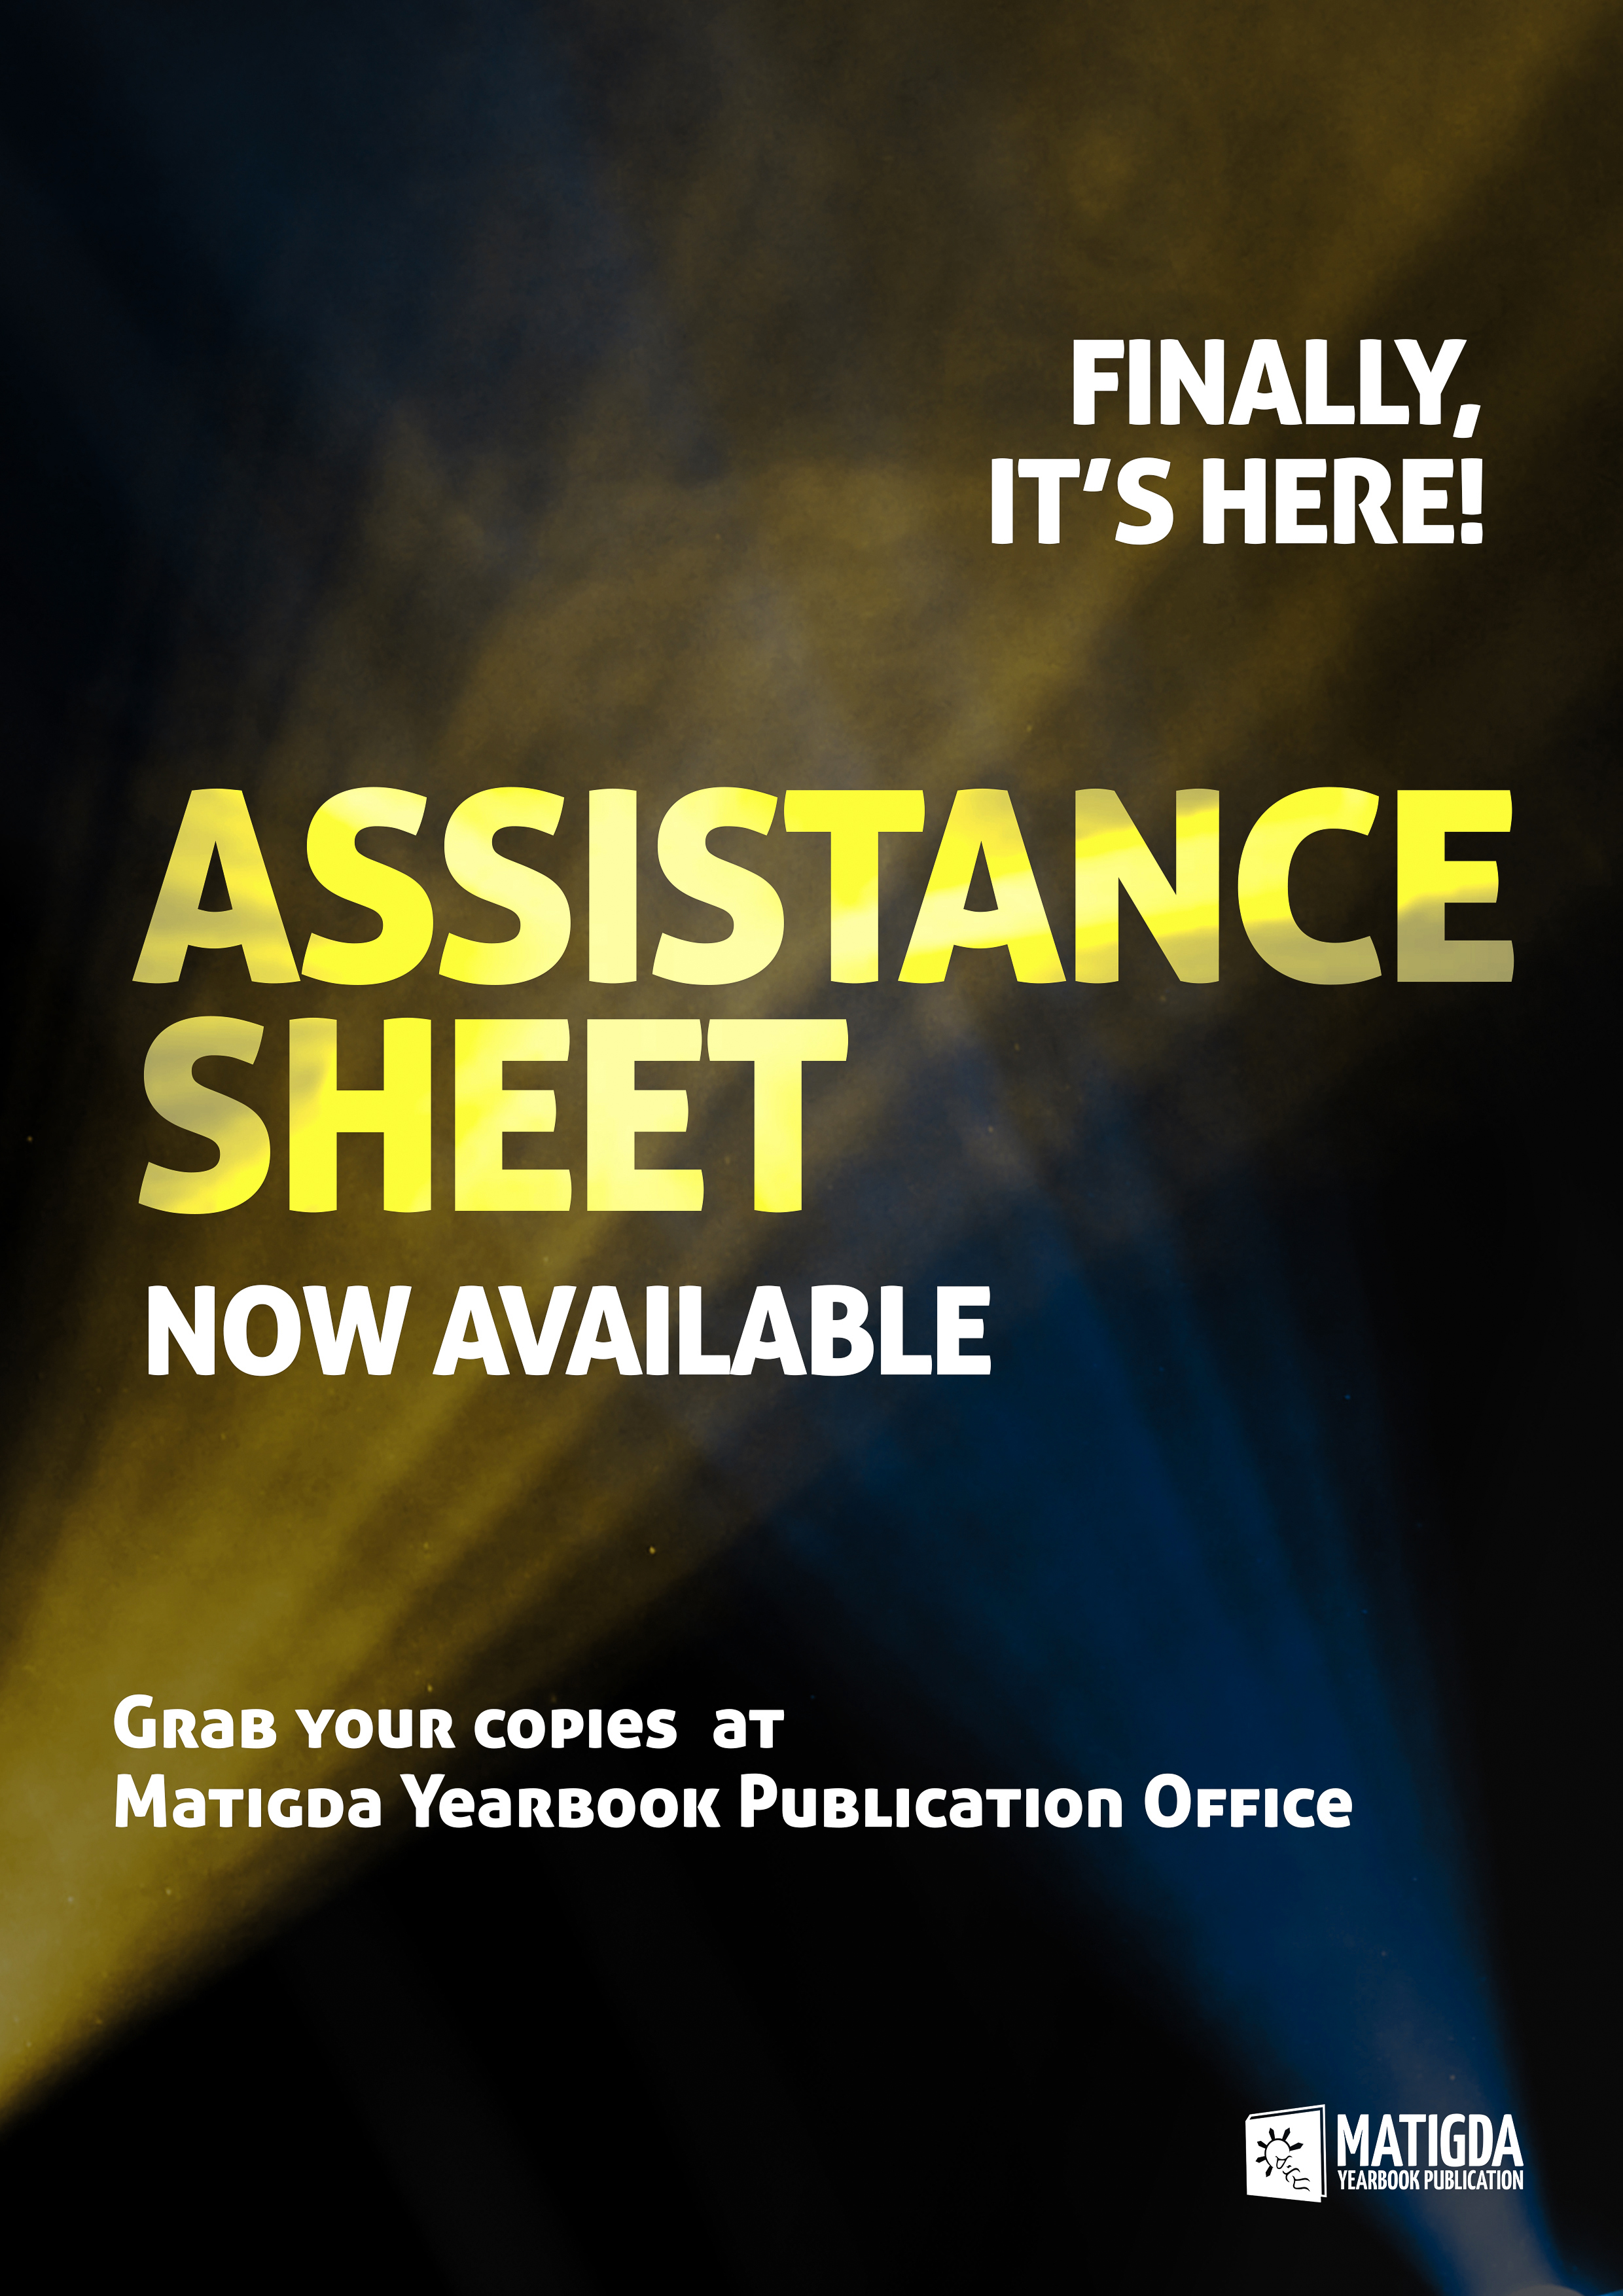 FINALLY,
IT'S HERE!
ASSISTANCE
SHEET
NOW AVAILABLE
Grab your copies at
Matigda Yearbook Publication Office
MATIGDA
YEARBOOK PUBLICATION